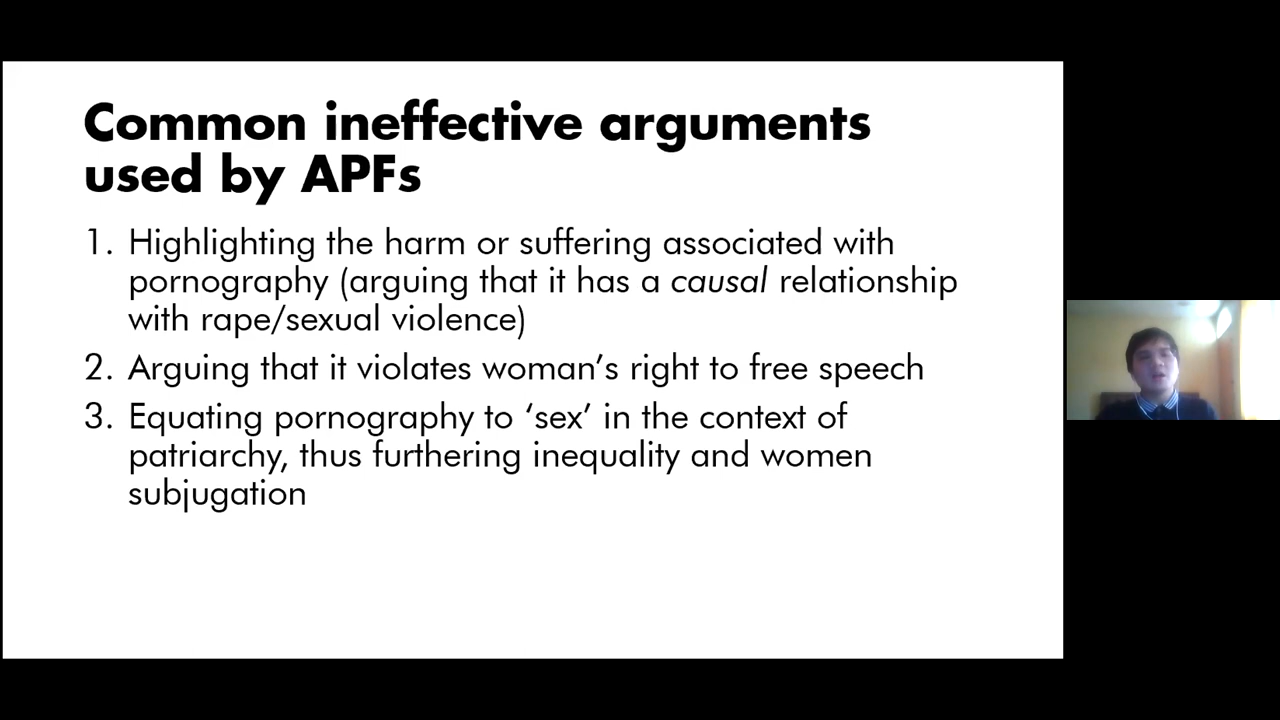 Common ineffective arguments
used by APFs
1. Highlighting the harm or suffering associated with
pornography (arguing that it has a causal relationship
with rape/sexual violence)
2. Arguing that it violates woman’s right to free speech
3. Equating pornography to ‘sex’ in the context of
patriarchy, thus furthering inequality and women
subjugation